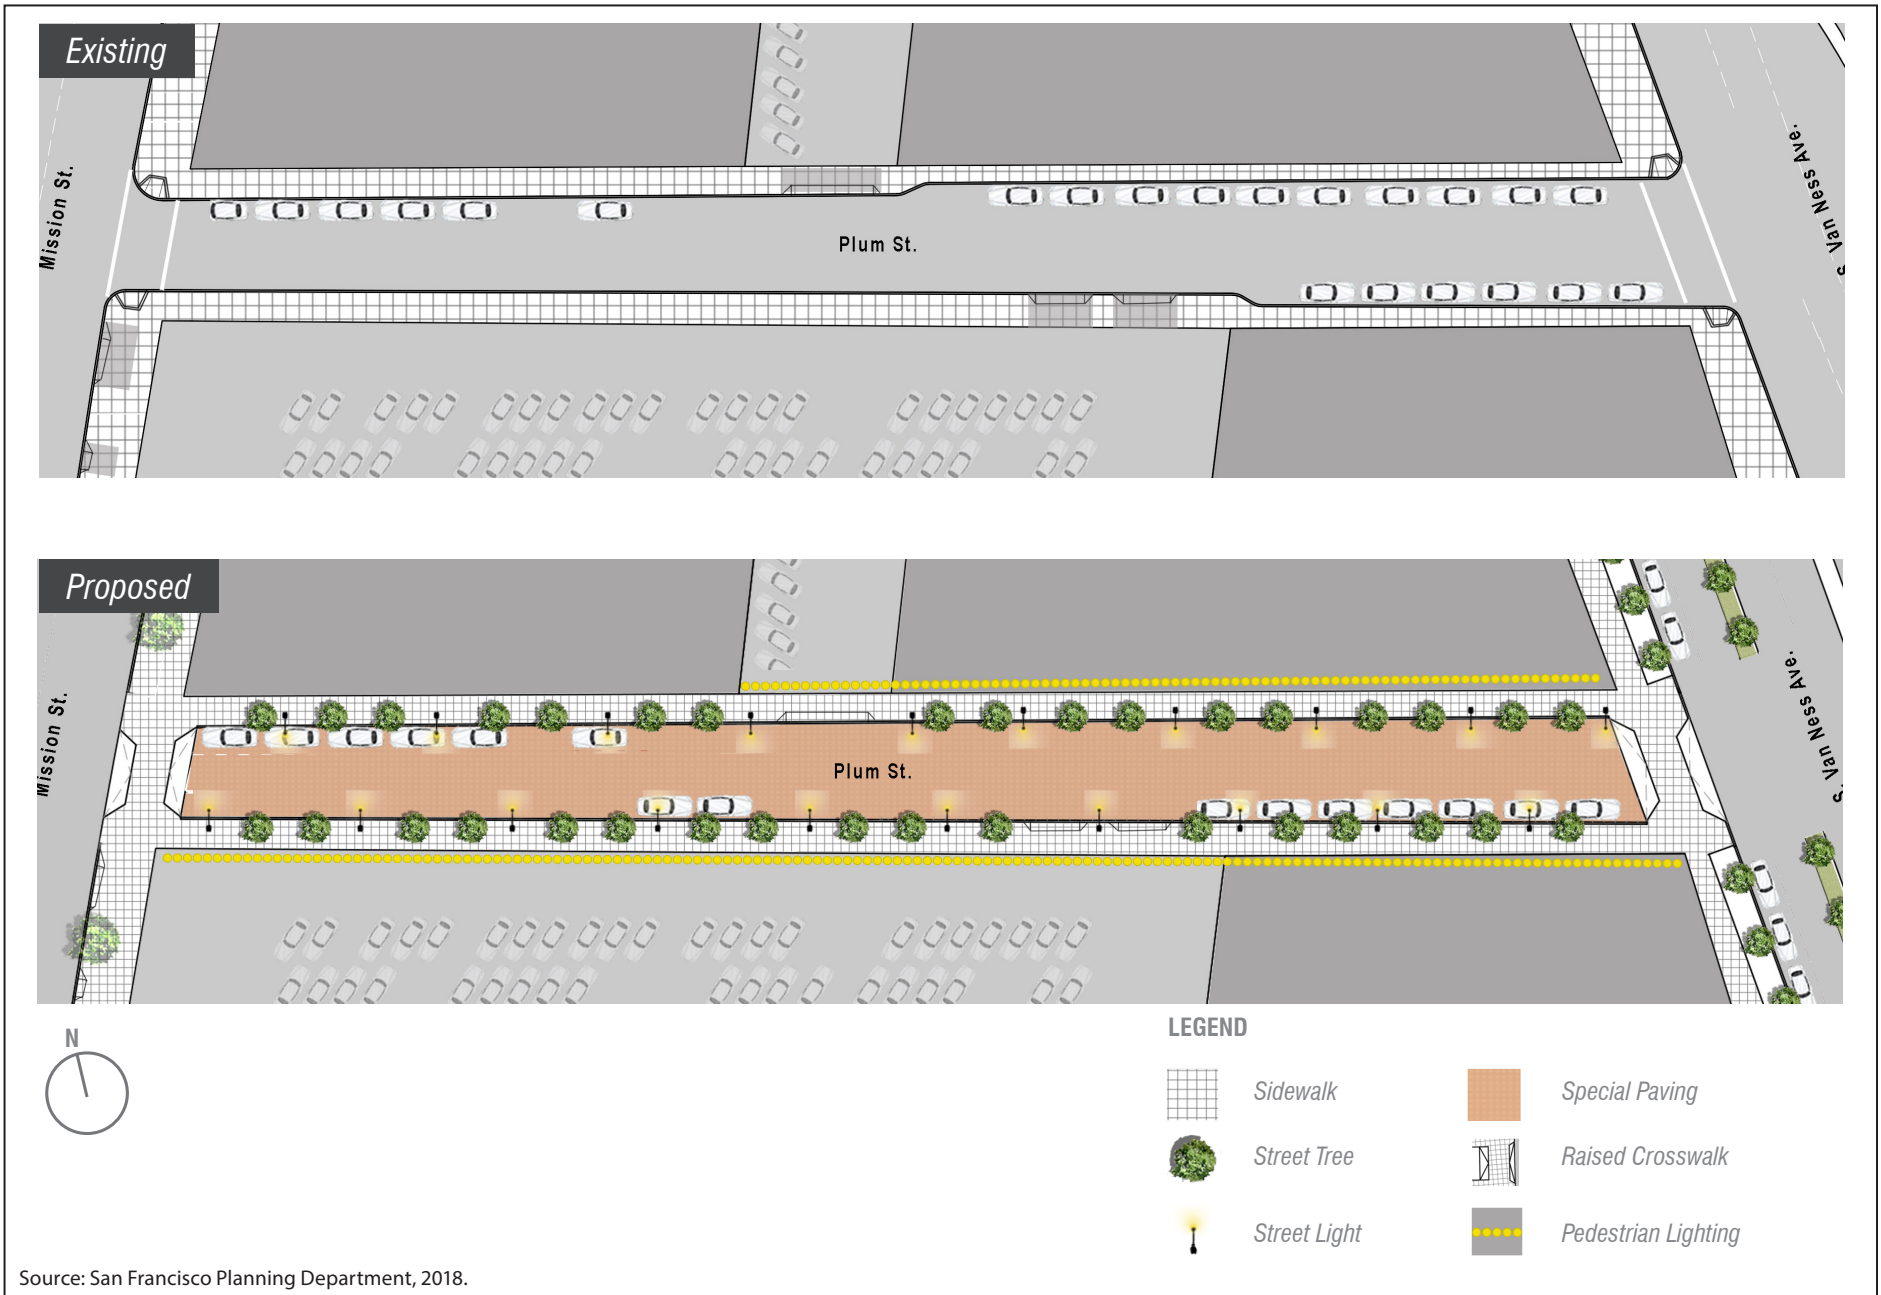 Existing
Mission St.
Plum St.
S. Van Ness Ave.
Proposed
Mission St.
Plum St.
S. Van Ness Ave.
N
LEGEND
Sidewalk
Special Paving
Street Tree
Raised Crosswalk
Street Light
Pedestrian Lighting
Source: San Francisco Planning Department, 2018.